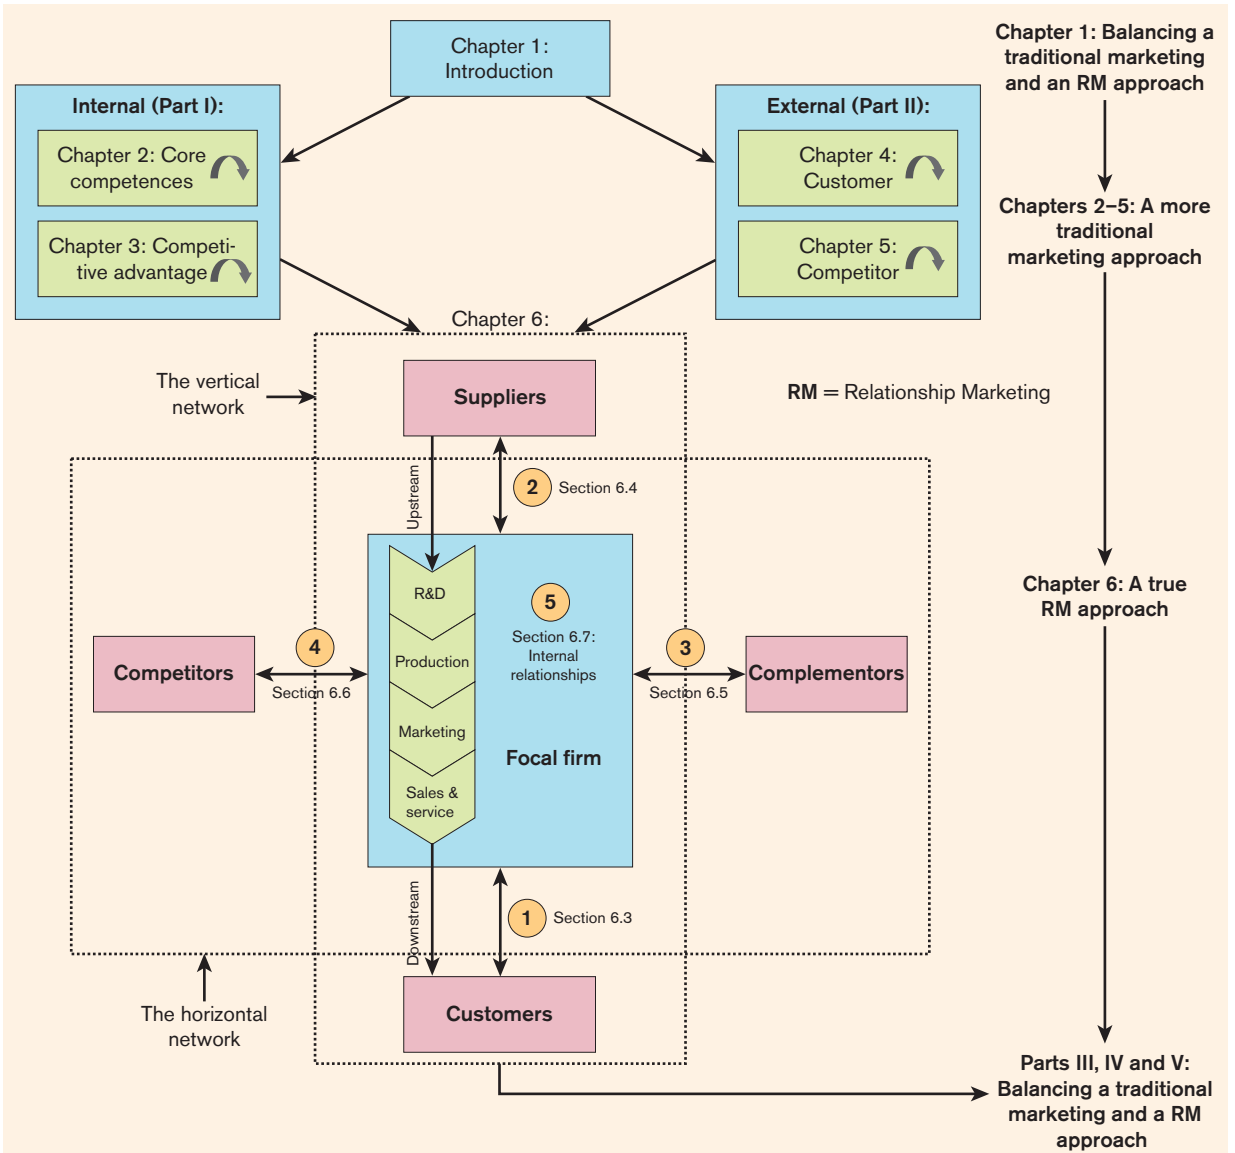 Chapter 1:
Introduction
Internal (Part I):
Chapter 2: Core
competences
Chapter 3: Competi-
tive advantage
External (Part II):
Chapter 4:
Customer
Chapter 5:
Competitor
Chapter 1: Balancing a
traditional marketing
and an RM approach
Chapters 2–5: A more
traditional
marketing approach
Chapter 6:
The vertical
network
Suppliers
RM = Relationship Marketing
Upstream
2 Section 6.4
R&D
5
Section 6.7:
Internal
relationships
Production
Marketing
Focal firm
Sales &
service
4
Competitors
Section 6.6
3
Complementors
Section 6.5
Chapter 6: A true
RM approach
Downstream
1 Section 6.3
Customers
The horizontal
network
Parts III, IV and V:
Balancing a traditional
marketing and a RM
approach